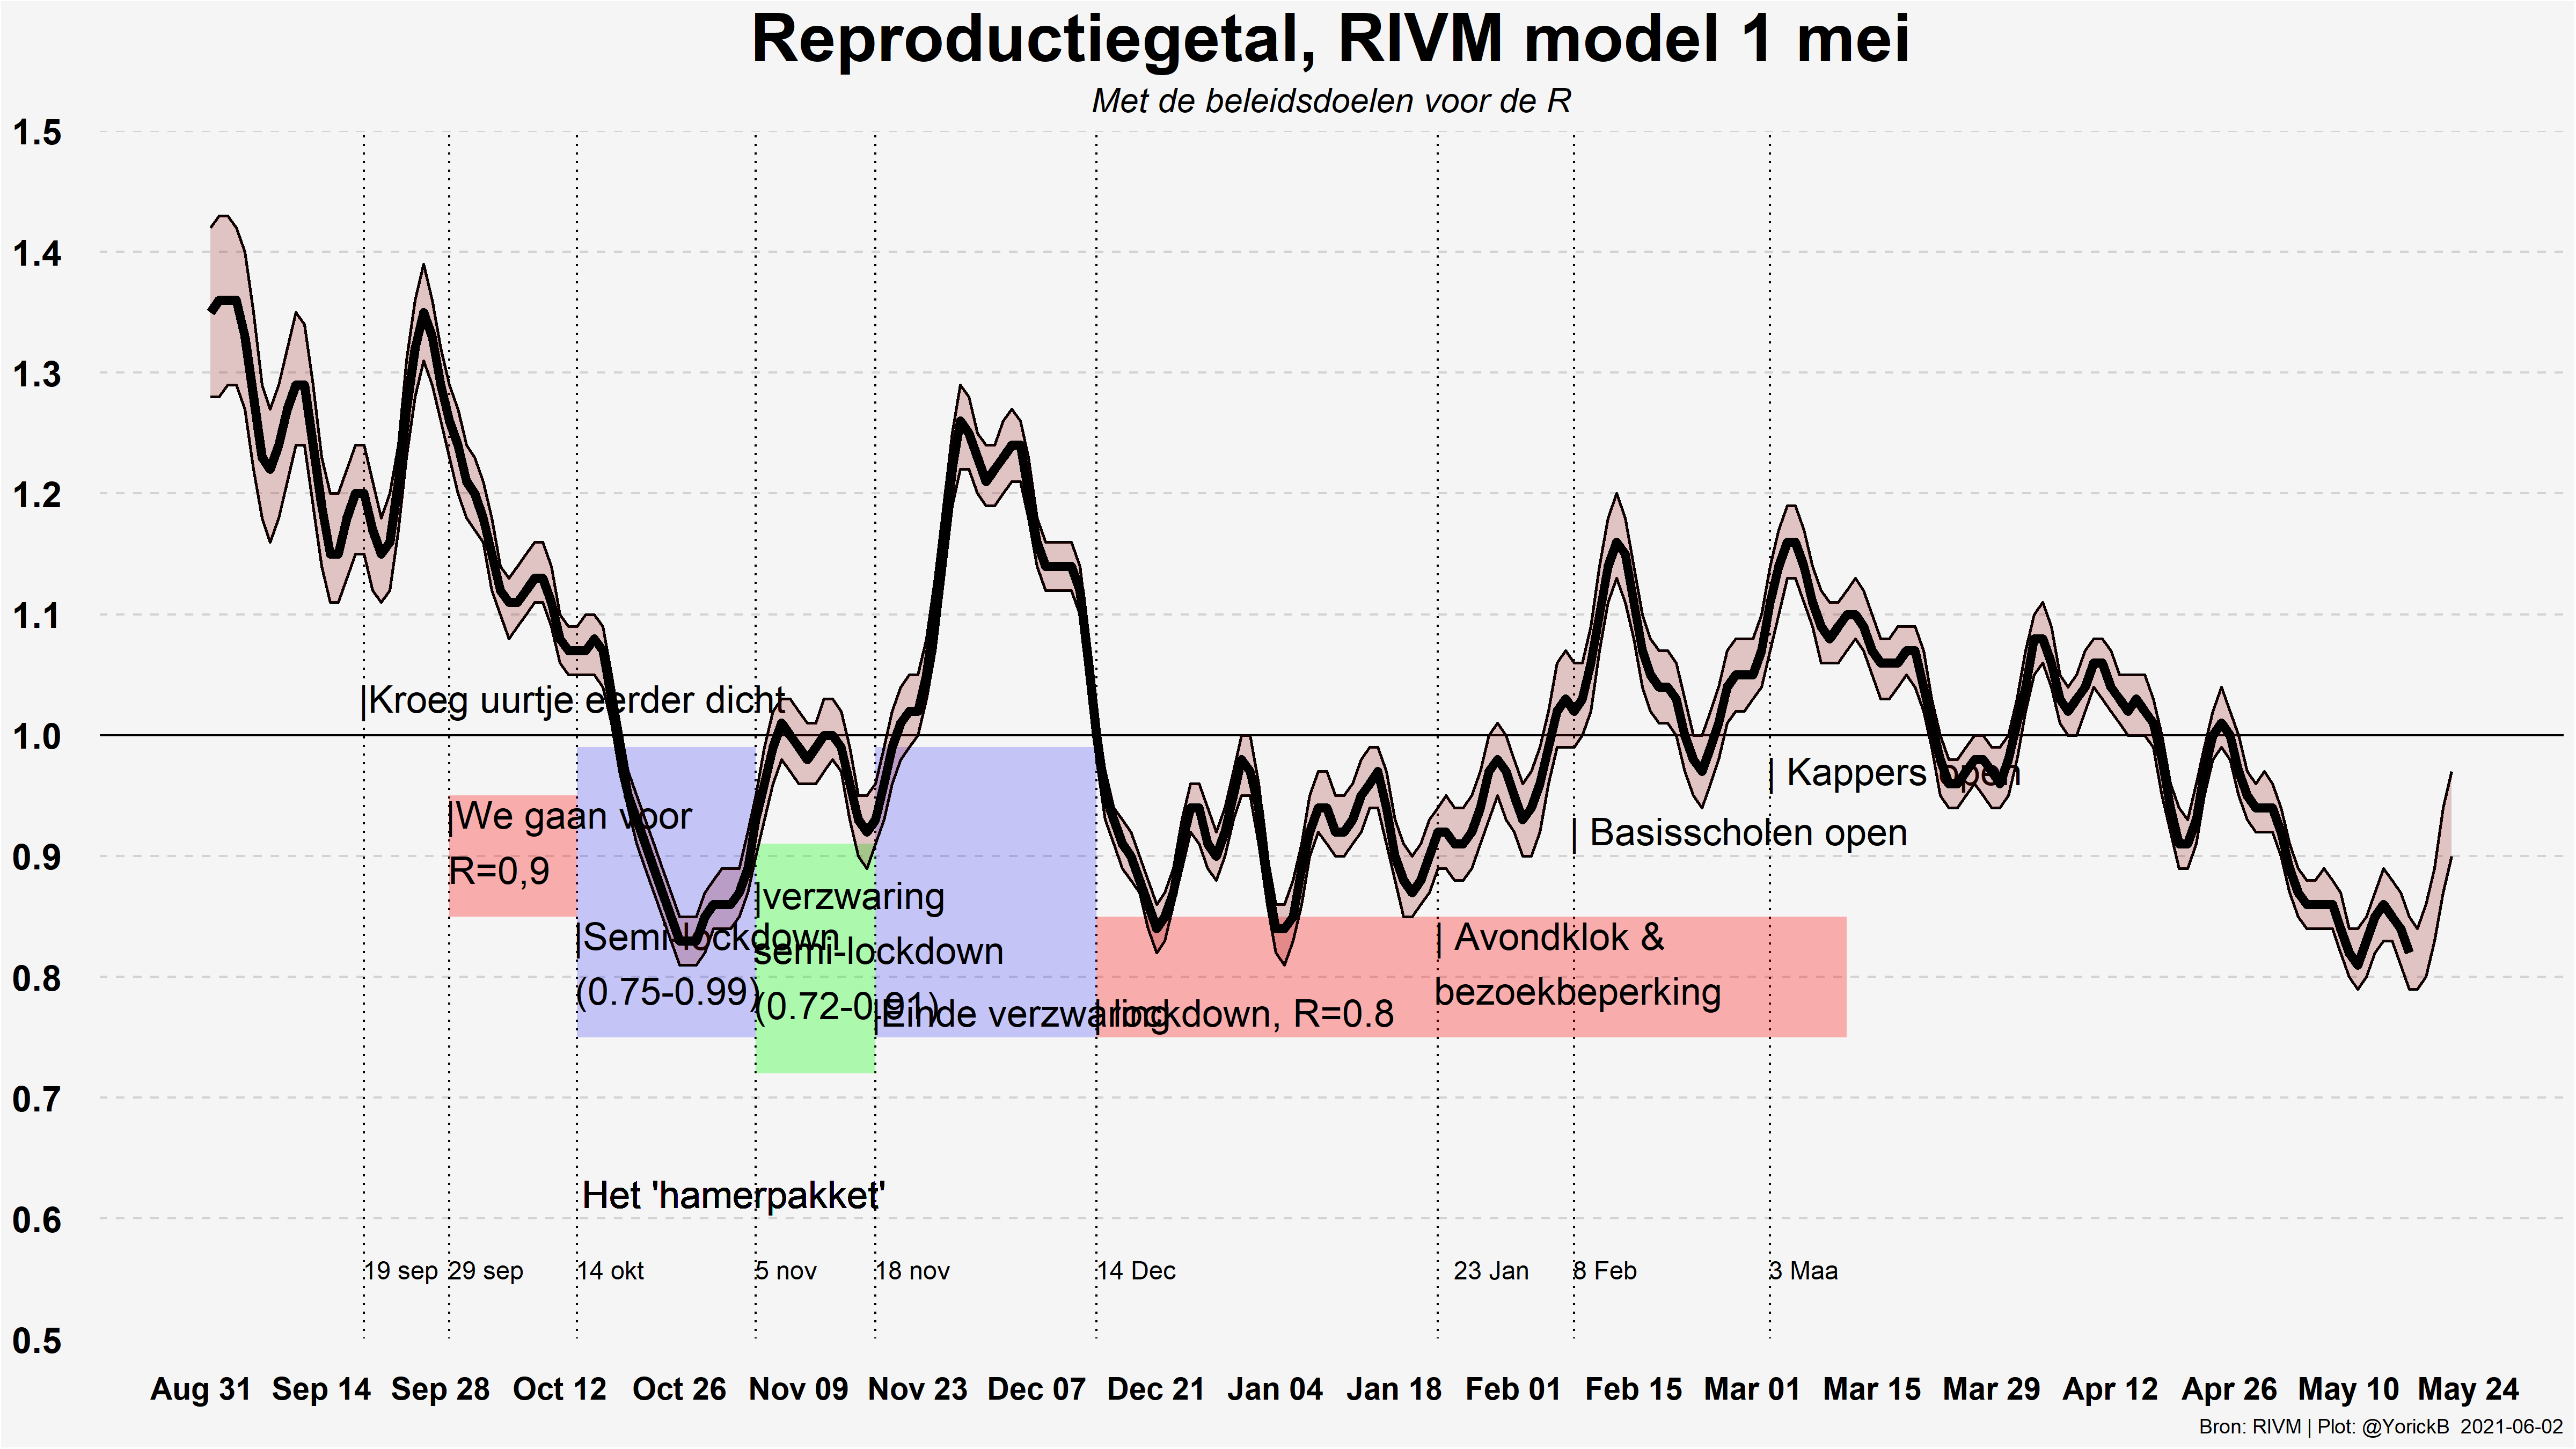 Reproductiegetal, RIVM model 1 mei
Met de beleidsdoelen voor de R
1.5
1.4
1.3
1.2
1.1
1.0
0.9
0.8
0.7
0.6
0.5
|Kroeg uurtje eerder dicht
|We gaan voor
R=0,9
|Semi-lockdown
(0.75-0.99)
|verzwaring
semi-lockdown
(0.72-0.91)
|Einde verzwaring
| lockdown, R=0.8
| Avondklok &
bezoekbeperking
| Basisscholen open
| Kappers open
Het 'hamerpakket'
19 sep
29 sep
14 okt
5 nov
18 nov
14 Dec
23 Jan
8 Feb
3 Maa
Aug 31 Sep 14 Sep 28 Oct 12 Oct 26 Nov 09 Nov 23 Dec 07 Dec 21 Jan 04 Jan 18 Feb 01 Feb 15 Mar 01 Mar 15 Mar 29 Apr 12 Apr 26 May 10 May 24
Bron: RIVM | Plot: @YorickB 2021-06-02